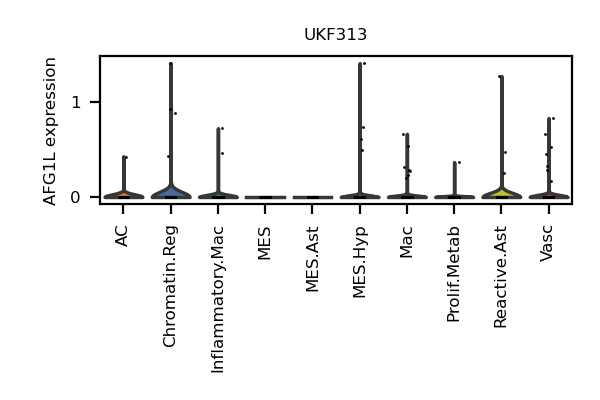 UKF313
AFG1L expression
1
0
AC
Chromatin.Reg
Inflammatory.Mac
MES
MES.Ast
MES.Hyp
Mac
Prolif.Metab
Reactive.Ast
Vasc